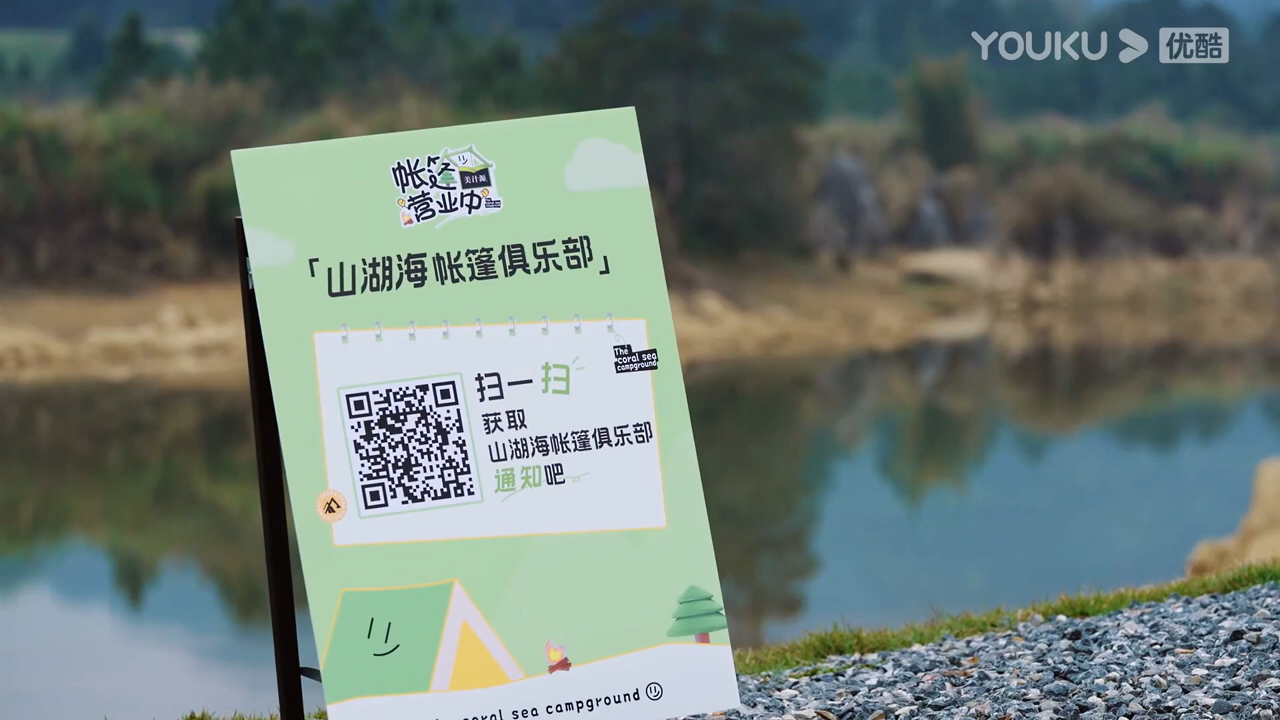 YOUKU 优酷
帐篷
美汁源
营业中
「山湖海帐篷俱乐部」
The
coral sea
campground
扫一扫
获取
山湖海帐篷俱乐部
通知吧
coral sea campground